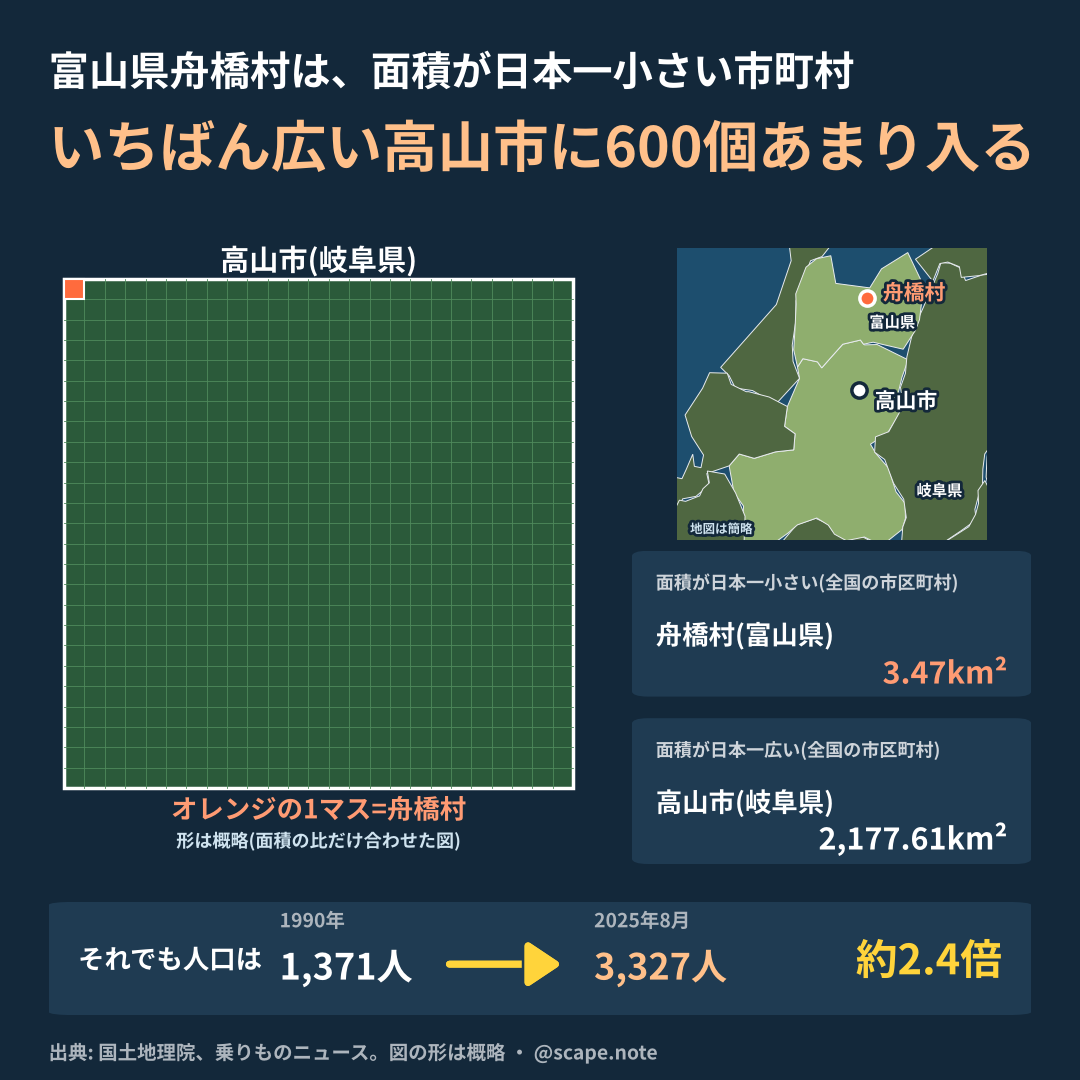 富山県舟橋村は、面積が日本一小さい市町村
いちばん広い高山市に600個あまり入る
高山市(岐阜県)
オレンジの1マス=舟橋村
形は概略(面積の比だけ合わせた図)
舟橋村
富山県
高山市
岐阜県
地図は簡略
面積が日本一小さい(全国の市区町村)
舟橋村(富山県)
3.47km²
面積が日本一広い(全国の市区町村)
高山市(岐阜県)
2,177.61km²
それでも人口は
1990年
1,371人
2025年8月
3,327人
約2.4倍
出典: 国土地理院、乗りものニュース。図の形は概略 ・ @scape.note